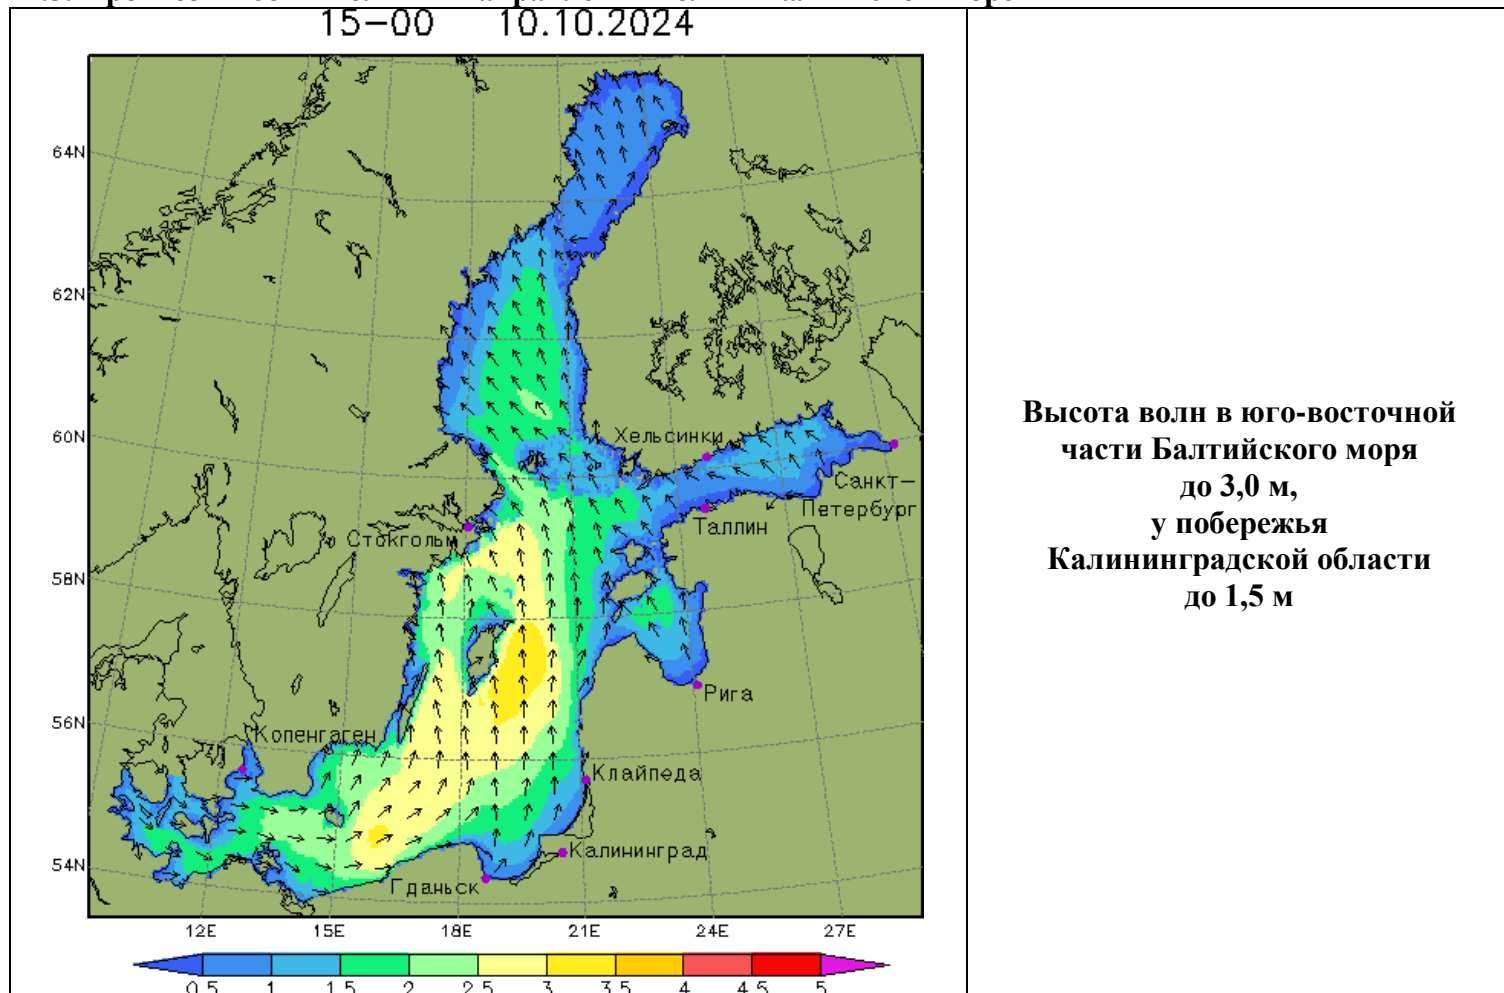 15-00 10.10.2024
64N
62N
60N
58N
56N
54N
Хельсинки
Санкт-
Петербург
Таллин
Стокгольм
Рига
Копенгаген
Клайпеда
Калининград
Гданьск
12E 15E 18E 21E 24E 27E
0.5 1 1.5 2 2.5 3 3.5 4 4.5 5
Высота волн в юго-восточной
части Балтийского моря
до 3,0 м,
у побережья
Калининградской области
до 1,5 м